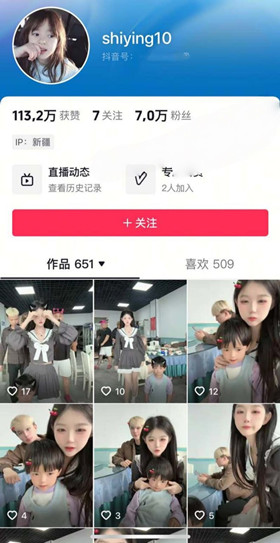 shiying10
抖音号:
113,2万 获赞 7 关注 7,0万 粉丝
IP: 新疆
直播动态
查看历史记录
专
2人加入
+关注
作品 651 ▼ 喜欢 509
17 10 12
4 3 5